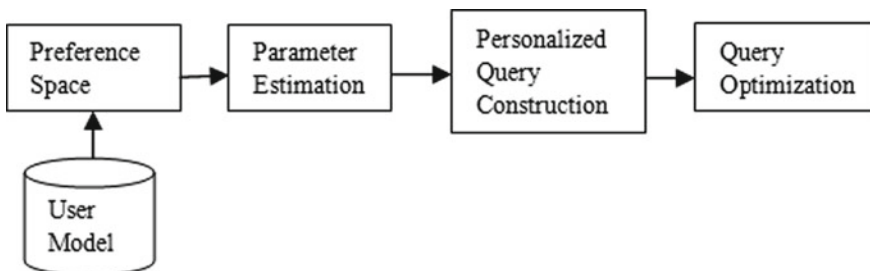 Preference
Space
Parameter
Estimation
Personalized
Query
Construction
Query
Optimization
User
Model